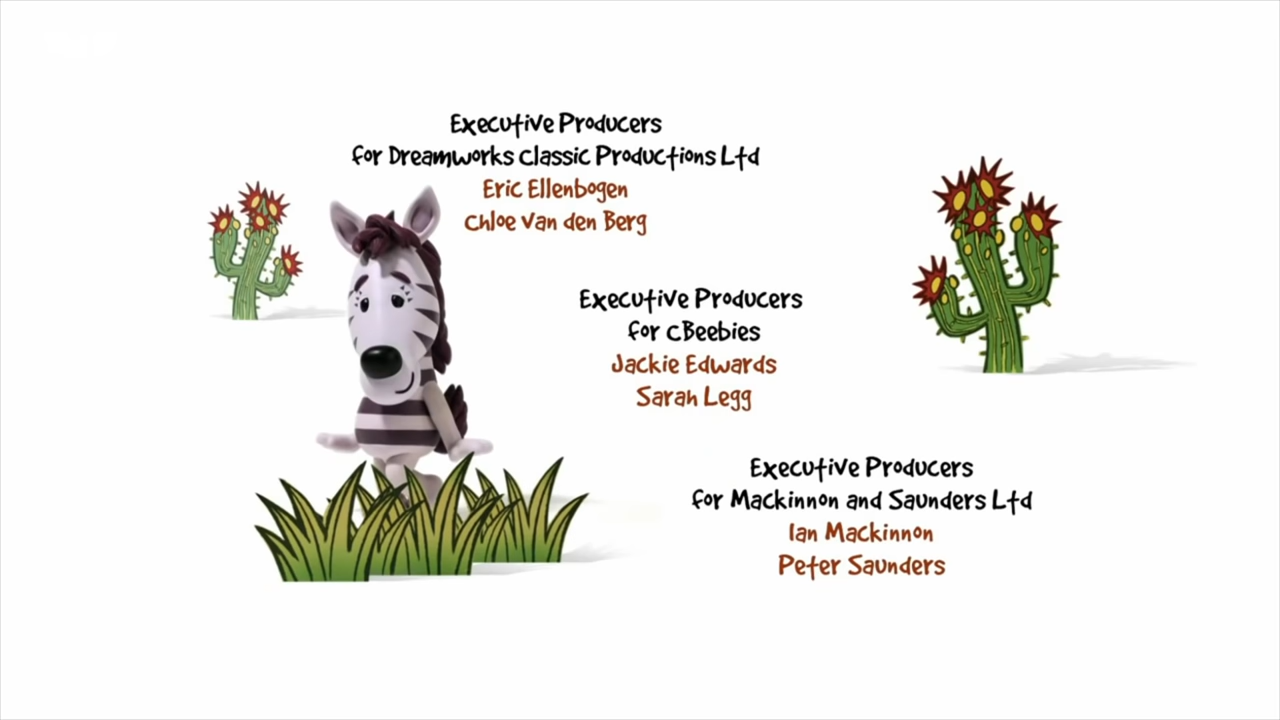 Executive Producers
for Dreamworks Classic Productions Ltd
Eric Ellenbogen
Chloe van den Berg
Executive Producers
for CBeebies
Jackie Edwards
Sarah Legg
Executive Producers
for Mackinnon and Saunders Ltd
Ian Mackinnon
Peter Saunders